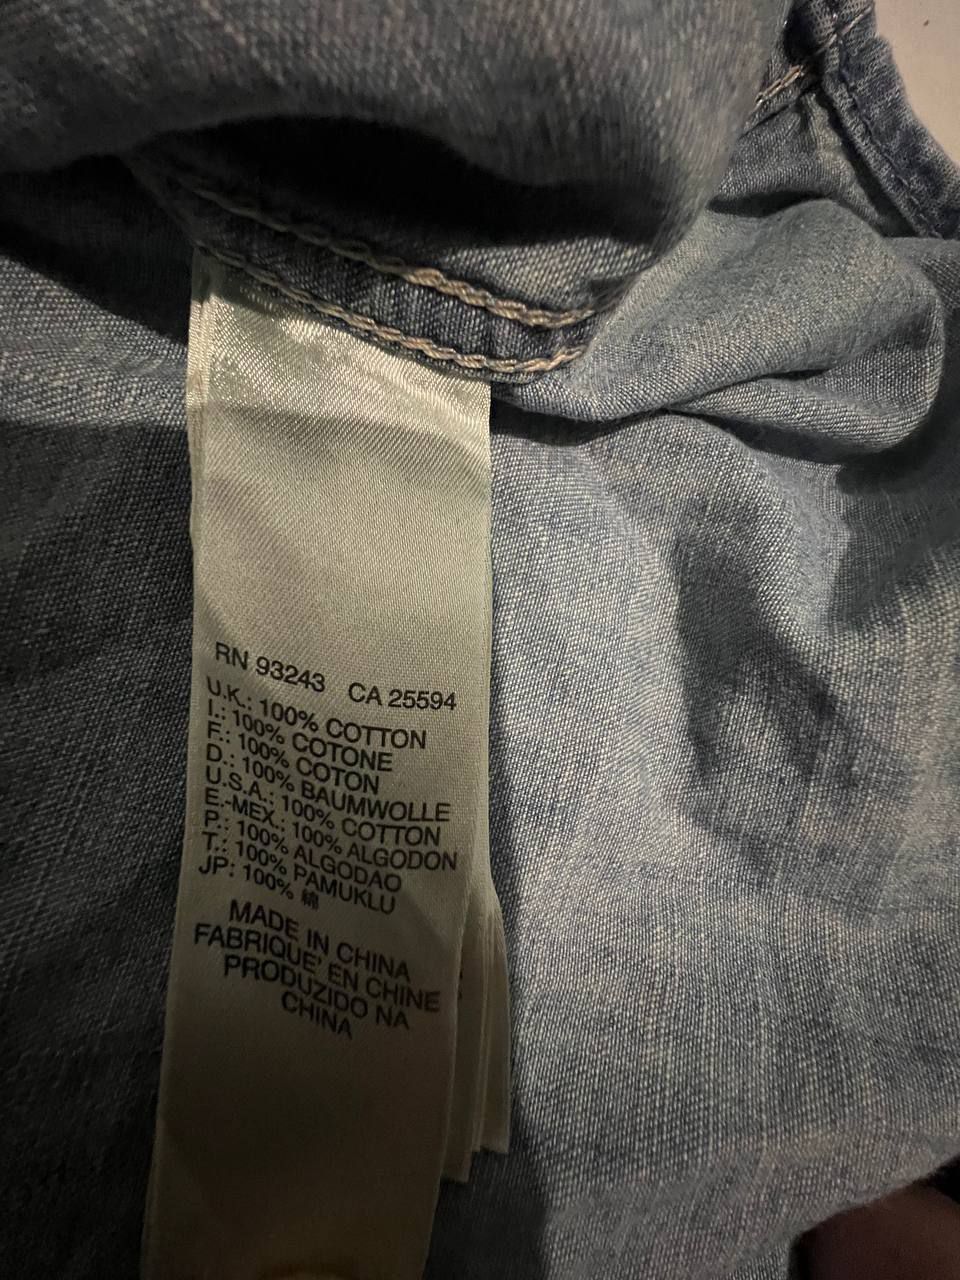 RN 93243 CA 25594
U.K.: 100% COTTON
I.: 100% COTONE
F.: 100% COTON
D.: 100% BAUMWOLLE
U.S.A.: 100% COTTON
E.-MEX.: 100% ALGODON
P.: 100% ALGODAO
T.: 100% PAMUKLU
JP: 100% 綿
MADE IN CHINA
FABRIQUE' EN CHINE
PRODUZIDO NA
CHINA